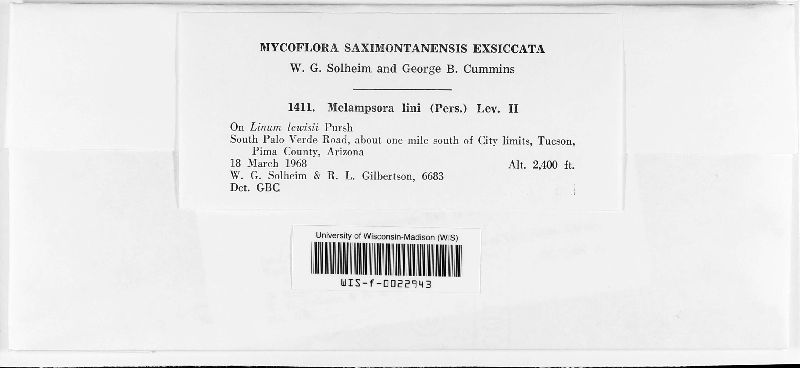 MYCOFLORA SAXIMONTANENSIS EXSICCATA
W. G. Solheim and George B. Cummins
1411. Melampsora lini (Pers.) Lev. II
On Linum lewisii Pursh
South Palo Verde Road, about one mile south of City limits, Tucson,
Pima County, Arizona
18 March 1968 Alt. 2,400 ft.
W. G. Solheim & R. L. Gilbertson, 6683
Det. GBC
University of Wisconsin-Madison (WIS)
WIS-f-0022943